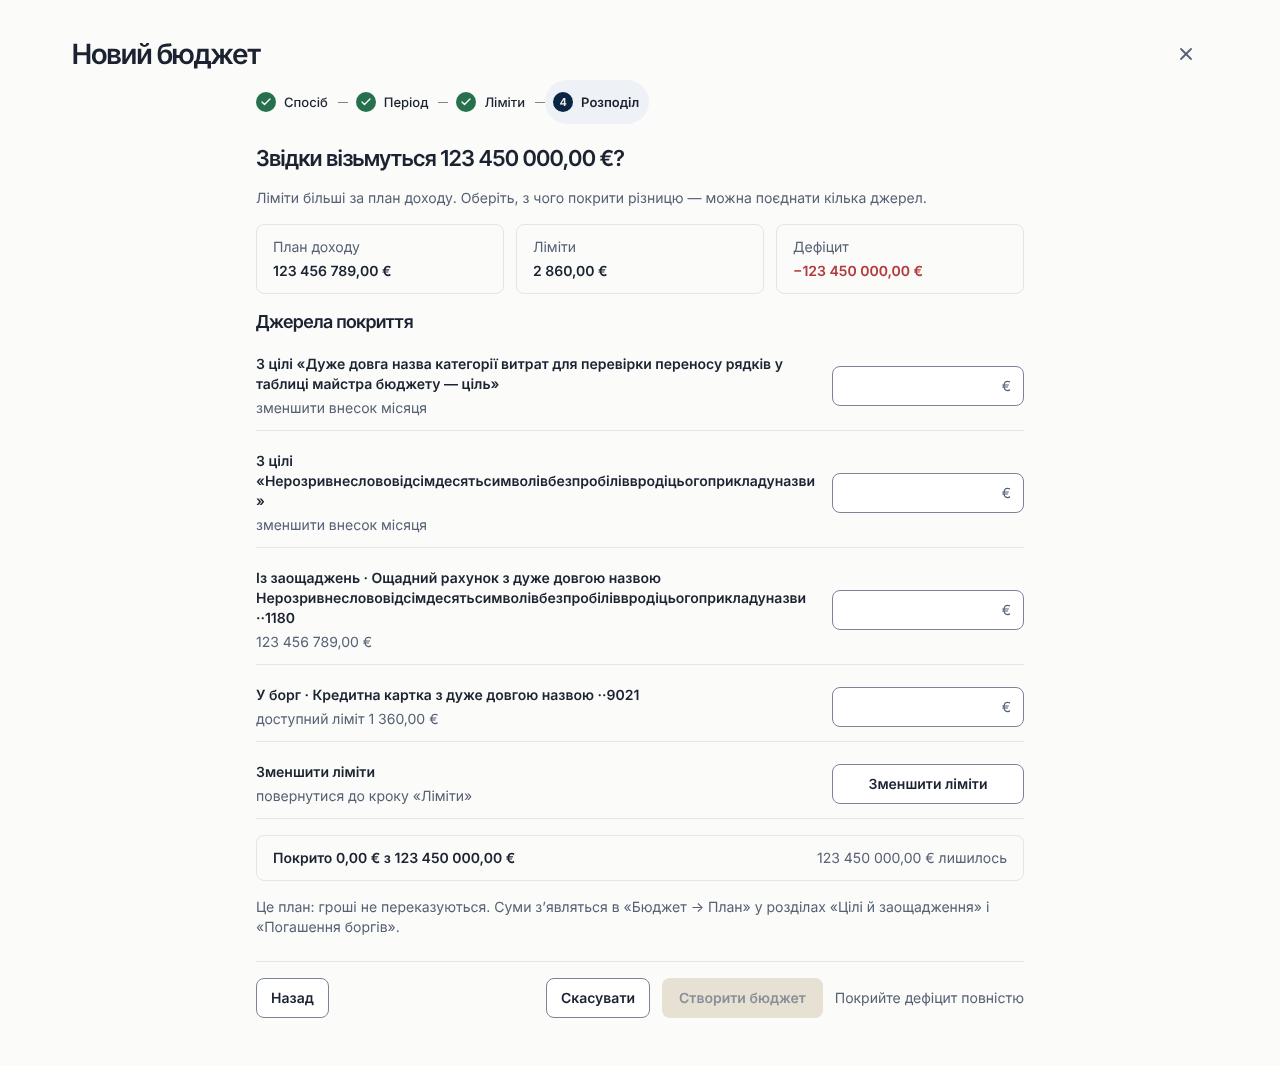 Новий бюджет
Спосіб — Період — Ліміти — 4 Розподіл
Звідки візьмуться 123 450 000,00 €?
Ліміти більші за план доходу. Оберіть, з чого покрити різницю — можна поєднати кілька джерел.
План доходу
123 456 789,00 €
Ліміти
2 860,00 €
Дефіцит
−123 450 000,00 €
Джерела покриття
З цілі «Дуже довга назва категорії витрат для перевірки переносу рядків у
таблиці майстра бюджету — ціль»
зменшити внесок місяця
€
З цілі
«Нерозривнеслововідсімдесятьсимволівбезпробіліввродіцьогоприкладуназви
»
зменшити внесок місяця
€
Із заощаджень · Ощадний рахунок з дуже довгою назвою
Нерозривнеслововідсімдесятьсимволівбезпробіліввродіцьогоприкладуназви
··1180
123 456 789,00 €
€
У борг · Кредитна картка з дуже довгою назвою ··9021
доступний ліміт 1 360,00 €
€
Зменшити ліміти
повернутися до кроку «Ліміти»
Зменшити ліміти
Покрито 0,00 € з 123 450 000,00 €
123 450 000,00 € лишилось
Це план: гроші не переказуються. Суми з’являться в «Бюджет → План» у розділах «Цілі й заощадження» і
«Погашення боргів».
Назад
Скасувати
Створити бюджет
Покрийте дефіцит повністю